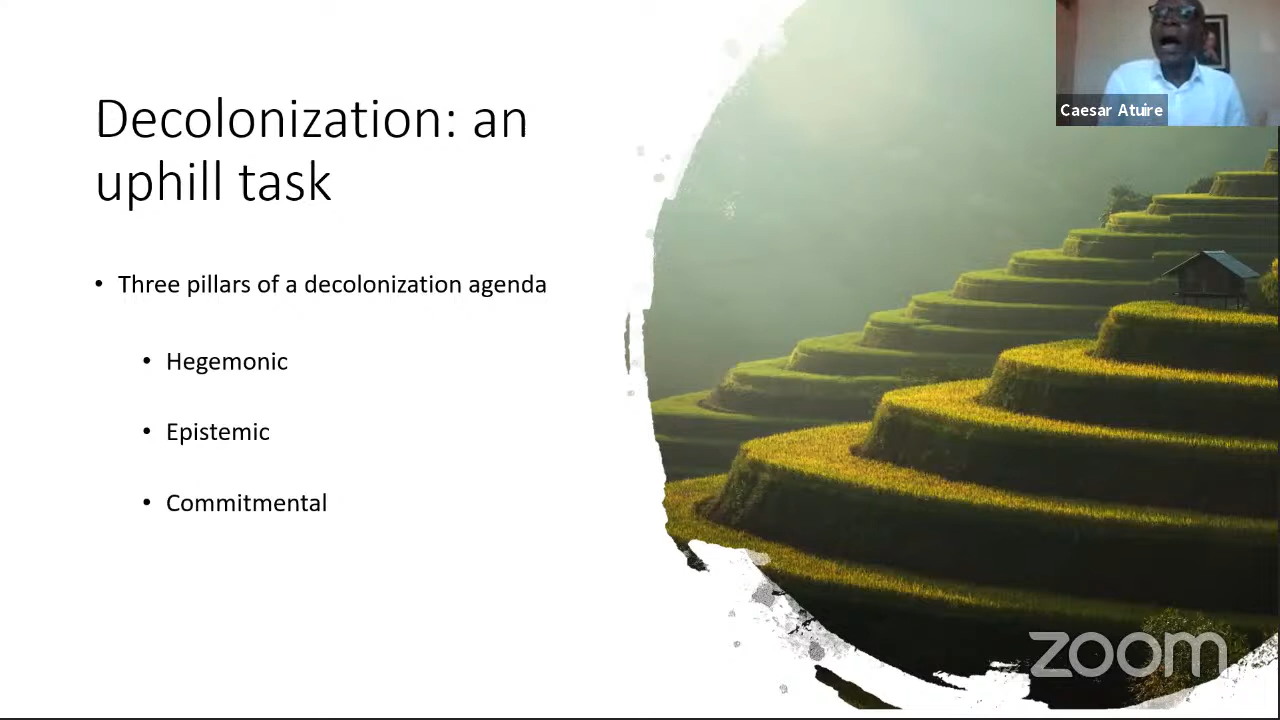 Decolonization: an
uphill task
• Three pillars of a decolonization agenda
• Hegemonic
• Epistemic
• Commitmental
Caesar Atuire
zoom